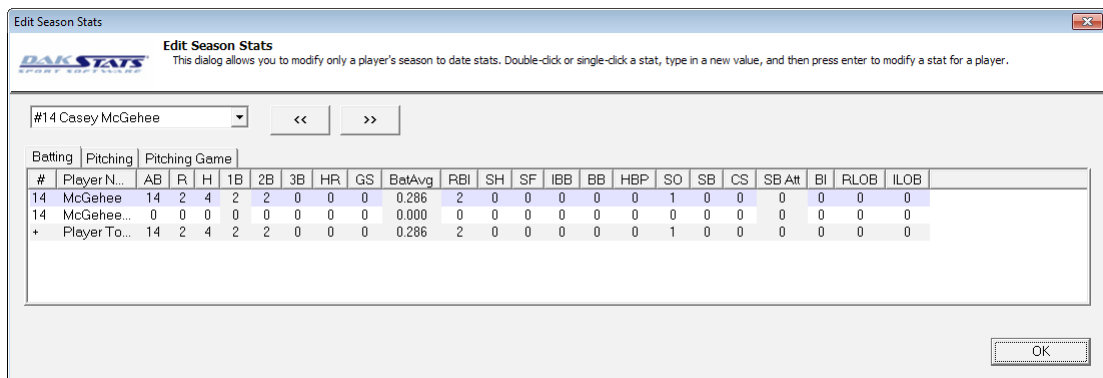 Edit Season Stats
DAK STATS
SPORT SOFTWARE
Edit Season Stats
This dialog allows you to modify only a player's season to date stats. Double-click or single-click a stat, type in a new value, and then press enter to modify a stat for a player.
#14 Casey McGehee << >>
Batting Pitching Pitching Game
# Player N... AB R H 1B 2B 3B HR GS BatAvg RBI SH SF IBB BB HBP SO SB CS SB Att BI RLOB ILOB
14 McGehee 14 2 4 2 2 0 0 0 0.286 2 0 0 0 0 0 1 0 0 0 0 0 0
14 McGehee... 0 0 0 0 0 0 0 0 0.000 0 0 0 0 0 0 0 0 0 0 0 0 0
+ Player To... 14 2 4 2 2 0 0 0 0.286 2 0 0 0 0 0 1 0 0 0 0 0 0
OK